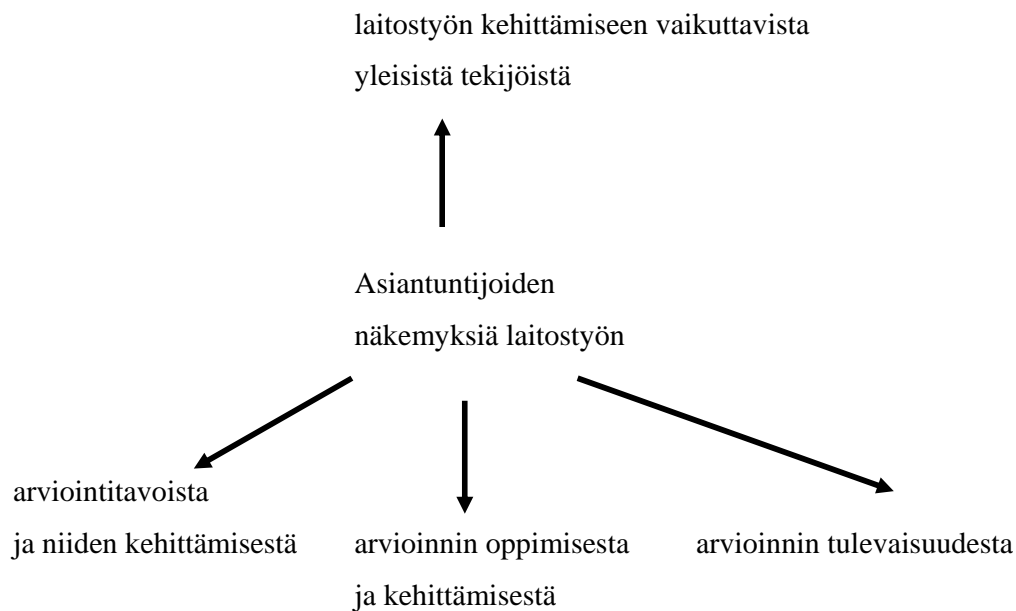 laitostyön kehittämiseen vaikuttavista
yleisistä tekijöistä
Asiantuntijoiden
näkemyksiä laitostyön
arviointitavoista
ja niiden kehittämisestä
arvioinnin oppimisesta
ja kehittämisestä
arvioinnin tulevaisuudesta